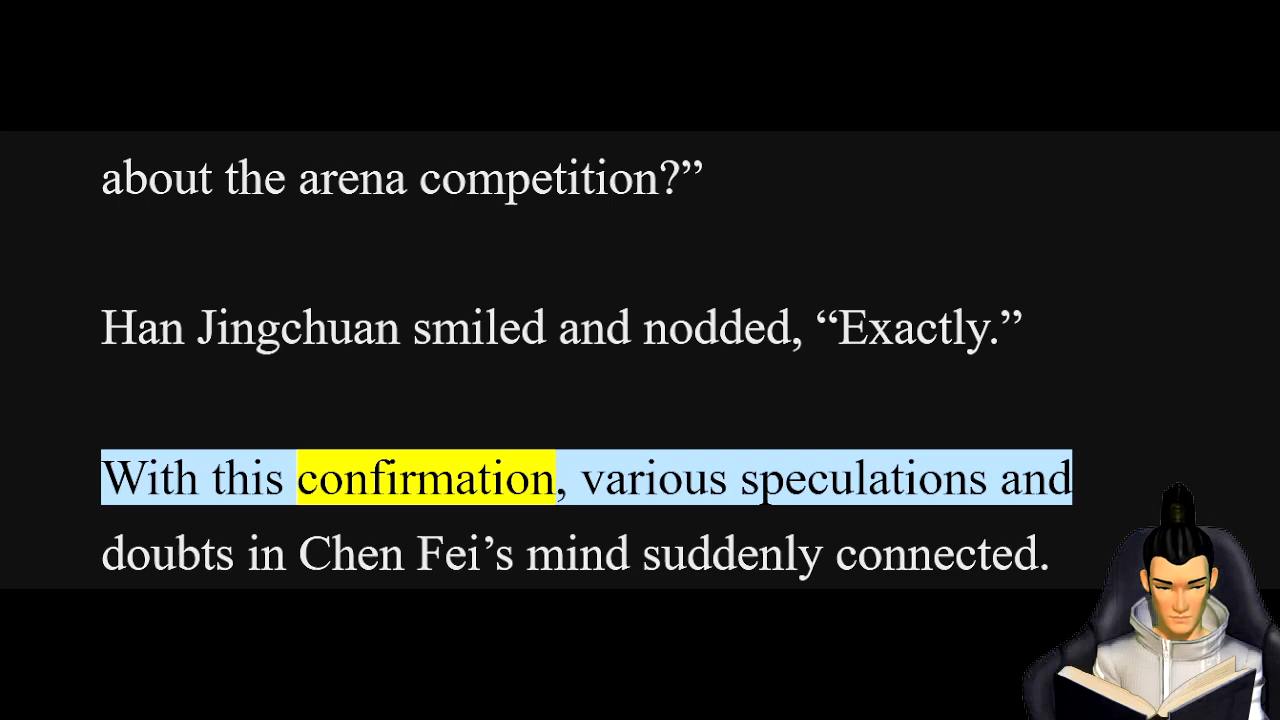 about the arena competition?”
Han Jingchuan smiled and nodded, “Exactly.”
With this confirmation, various speculations and
doubts in Chen Fei’s mind suddenly connected.